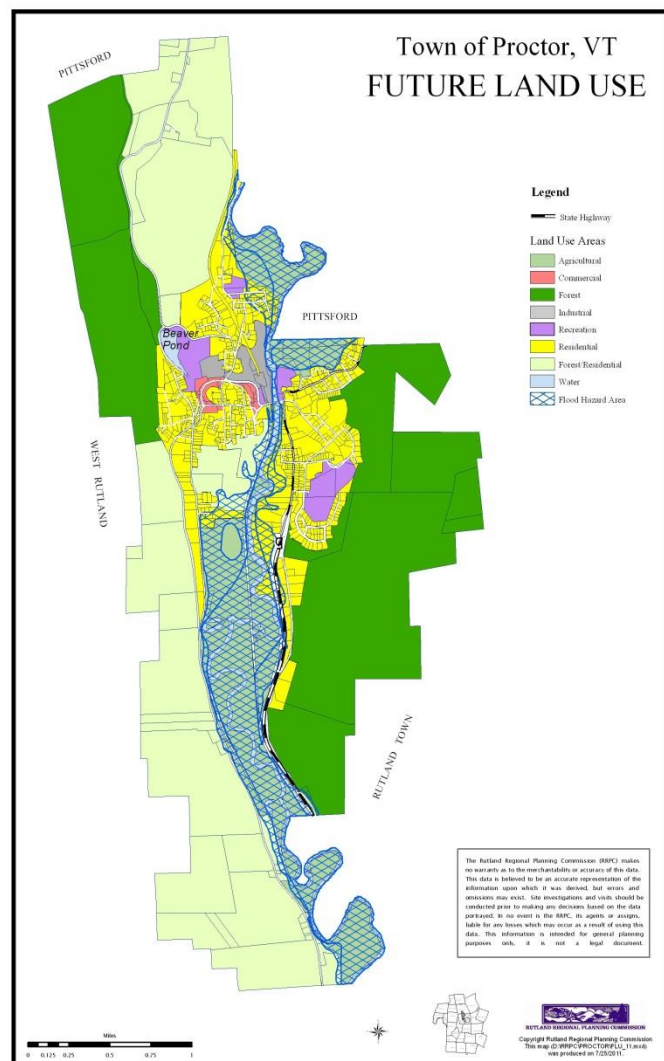 Town of Proctor, VT
FUTURE LAND USE
PITTSFORD
Legend
State Highway
Land Use Areas
Agricultural
Commercial
Forest
Industrial
Recreation
Residential
Forest/Residential
Water
Flood Hazard Area
PITTSFORD
Beaver
Pond
WEST RUTLAND
RUTLAND TOWN
The Rutland Regional Planning Commission (RRPC) makes
no warranty as to the merchantability or accuracy of this data.
This data is believed to be an accurate representation of the
information upon which it was derived, but errors and
omissions may exist. Site investigations and visits should be
conducted prior to making any decisions based on the data
portrayed. In no event is the RRPC, its agents or assigns,
liable for any losses which may occur as a result of using this
data. This information is intended for general planning
purposes only, it is not a legal document.
Miles
0 0.125 0.25 0.5 0.75 1
RUTLAND REGIONAL PLANNING COMMISSION
Copyright Rutland Regional Planning Commission
This map (D:\RRPC\PROCTOR\FLU_11.mxd)
was produced on 7/25/2011.